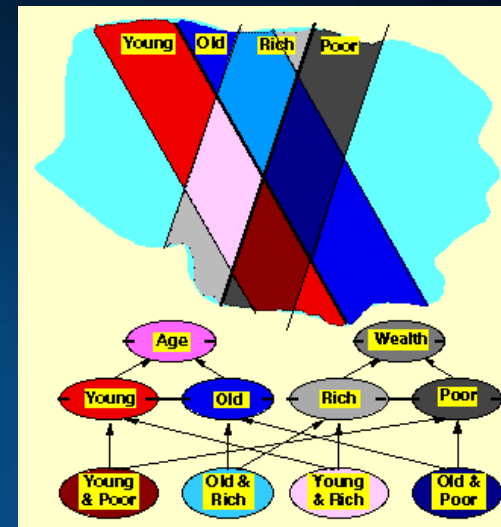 Young Old Rich Poor
Age Wealth
Young Old Rich Poor
Young & Poor
Old & Rich
Young & Rich
Old & Poor